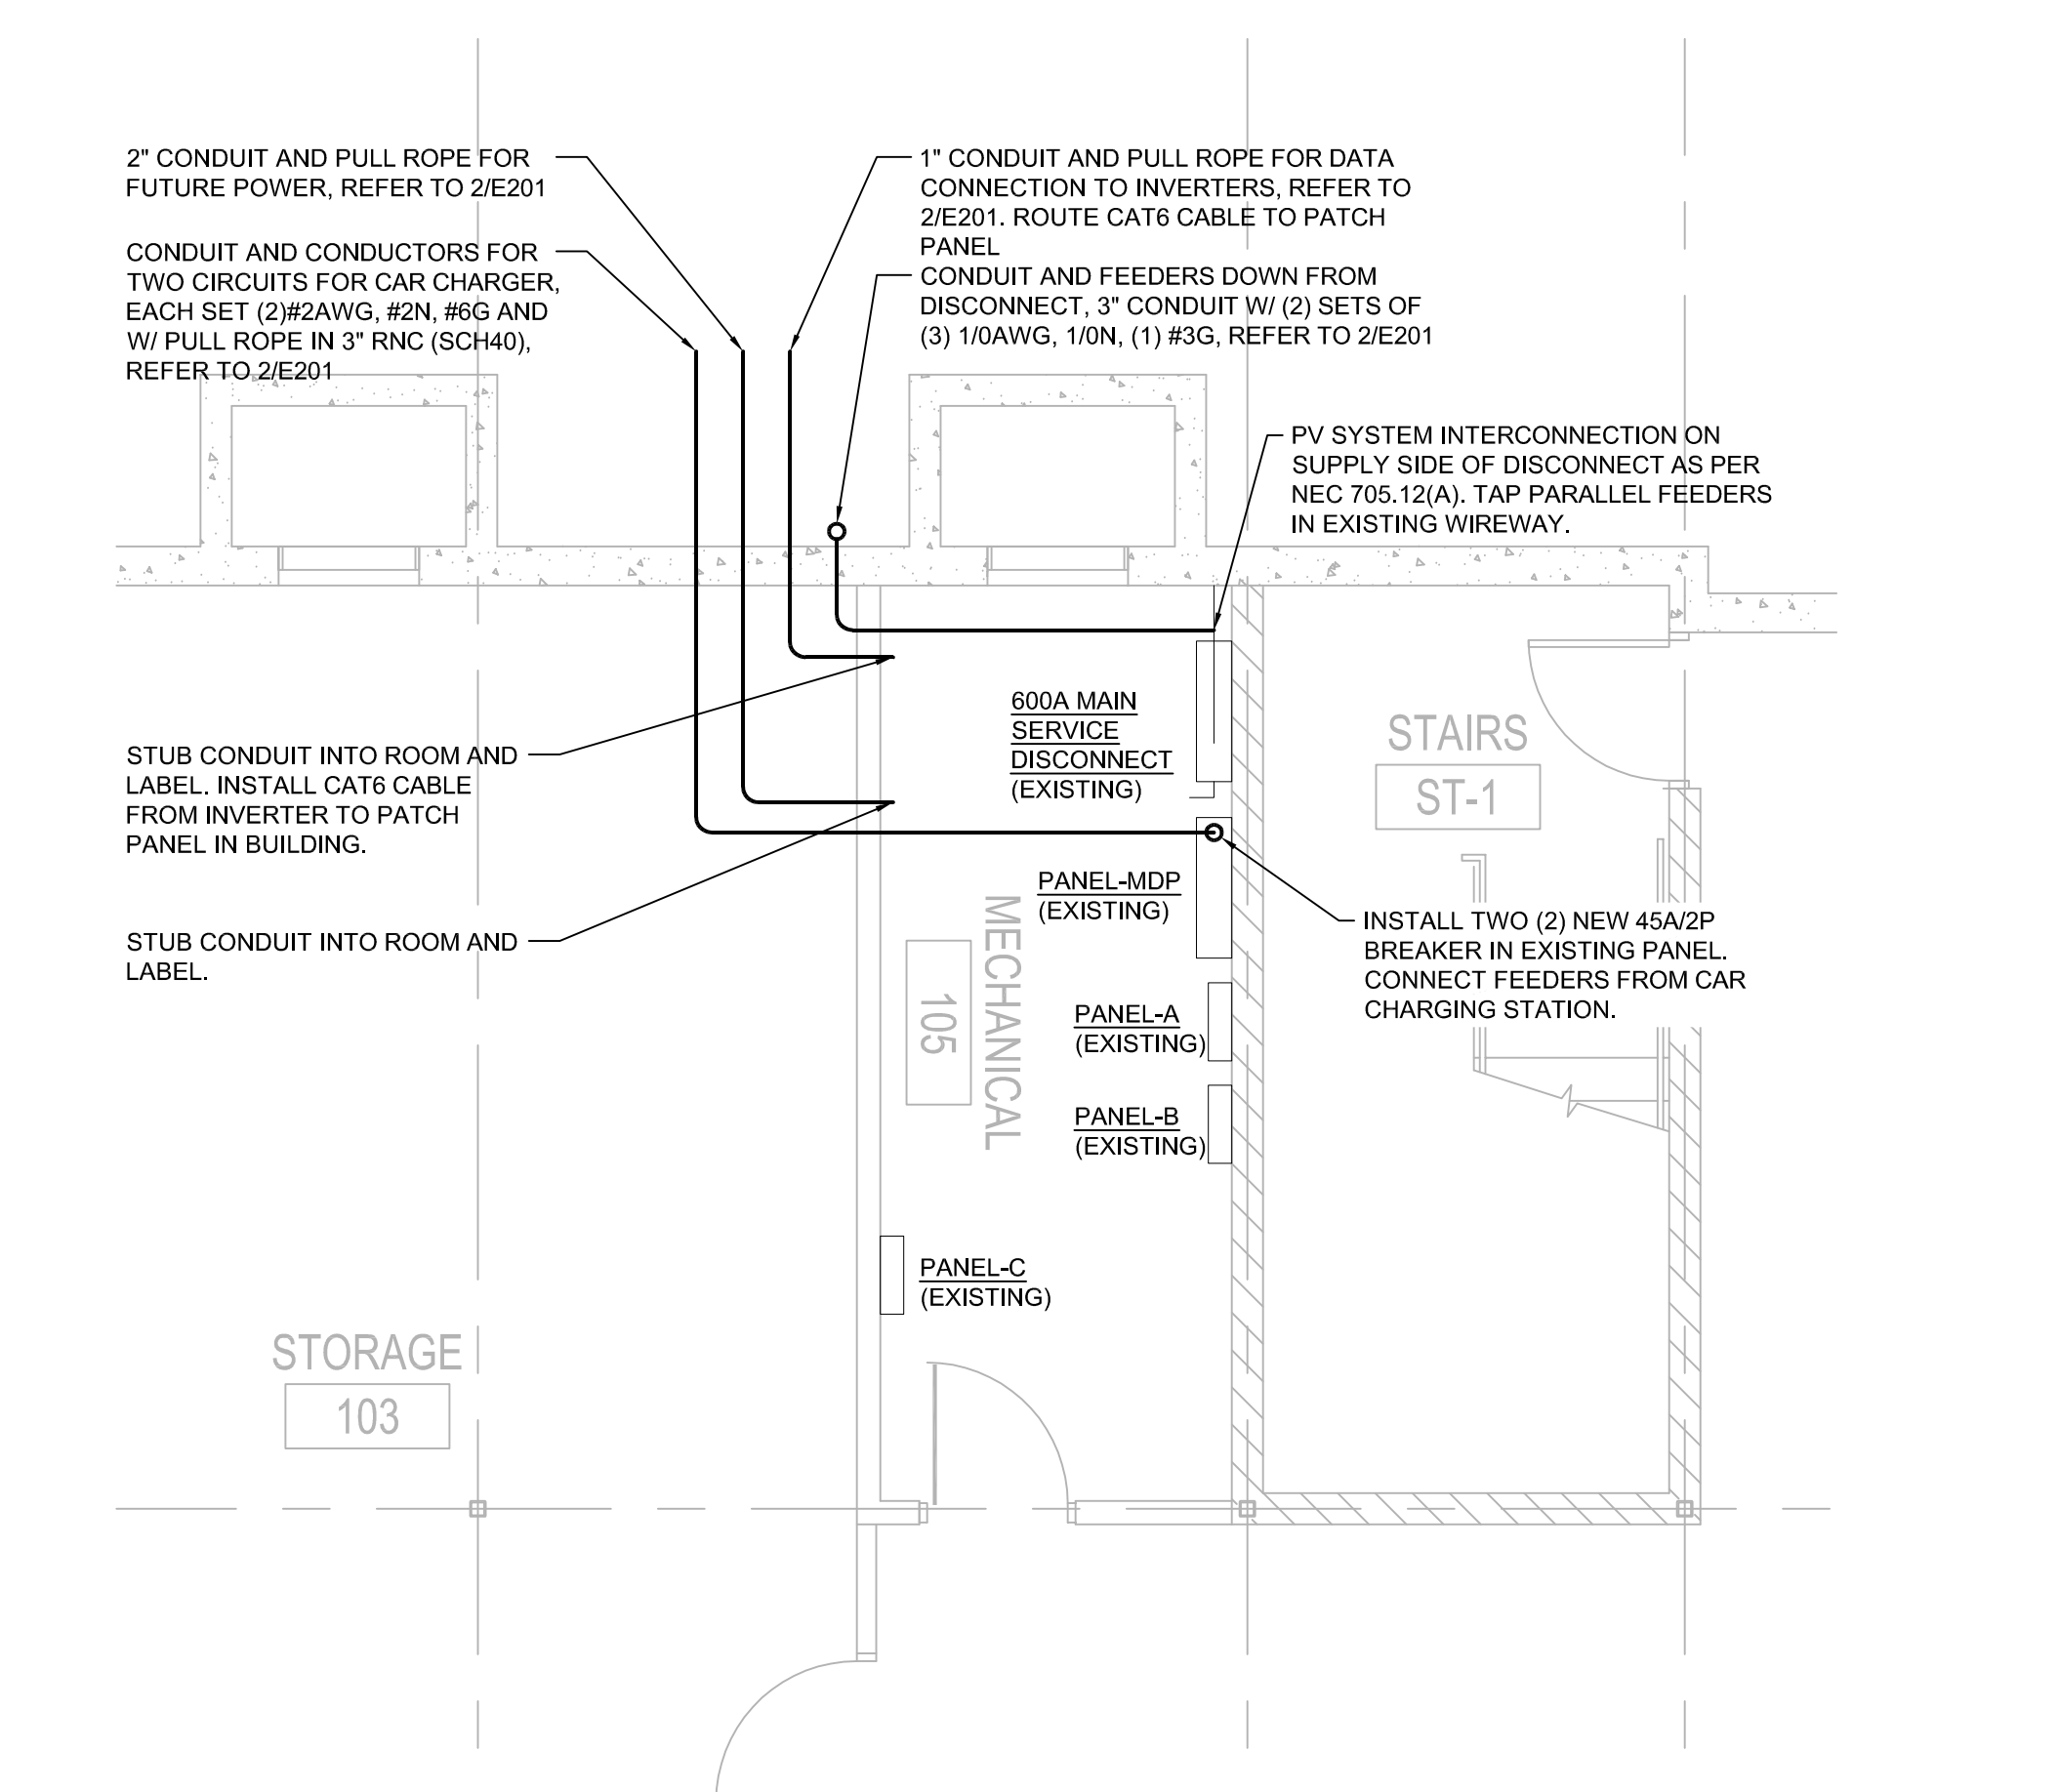 2" CONDUIT AND PULL ROPE FOR
FUTURE POWER, REFER TO 2/E201
CONDUIT AND CONDUCTORS FOR
TWO CIRCUITS FOR CAR CHARGER,
EACH SET (2)#2AWG, #2N, #6G AND
W/ PULL ROPE IN 3" RNC (SCH40),
REFER TO 2/E201
1" CONDUIT AND PULL ROPE FOR DATA
CONNECTION TO INVERTERS, REFER TO
2/E201. ROUTE CAT6 CABLE TO PATCH
PANEL
CONDUIT AND FEEDERS DOWN FROM
DISCONNECT, 3" CONDUIT W/ (2) SETS OF
(3) 1/0AWG, 1/0N, (1) #3G, REFER TO 2/E201
PV SYSTEM INTERCONNECTION ON
SUPPLY SIDE OF DISCONNECT AS PER
NEC 705.12(A). TAP PARALLEL FEEDERS
IN EXISTING WIREWAY.
600A MAIN
SERVICE
DISCONNECT
(EXISTING)
STAIRS
ST-1
STUB CONDUIT INTO ROOM AND
LABEL. INSTALL CAT6 CABLE
FROM INVERTER TO PATCH
PANEL IN BUILDING.
STUB CONDUIT INTO ROOM AND
LABEL.
PANEL-MDP
(EXISTING)
INSTALL TWO (2) NEW 45A/2P
BREAKER IN EXISTING PANEL.
CONNECT FEEDERS FROM CAR
CHARGING STATION.
MECHANICAL
105
PANEL-A
(EXISTING)
PANEL-B
(EXISTING)
PANEL-C
(EXISTING)
STORAGE
103